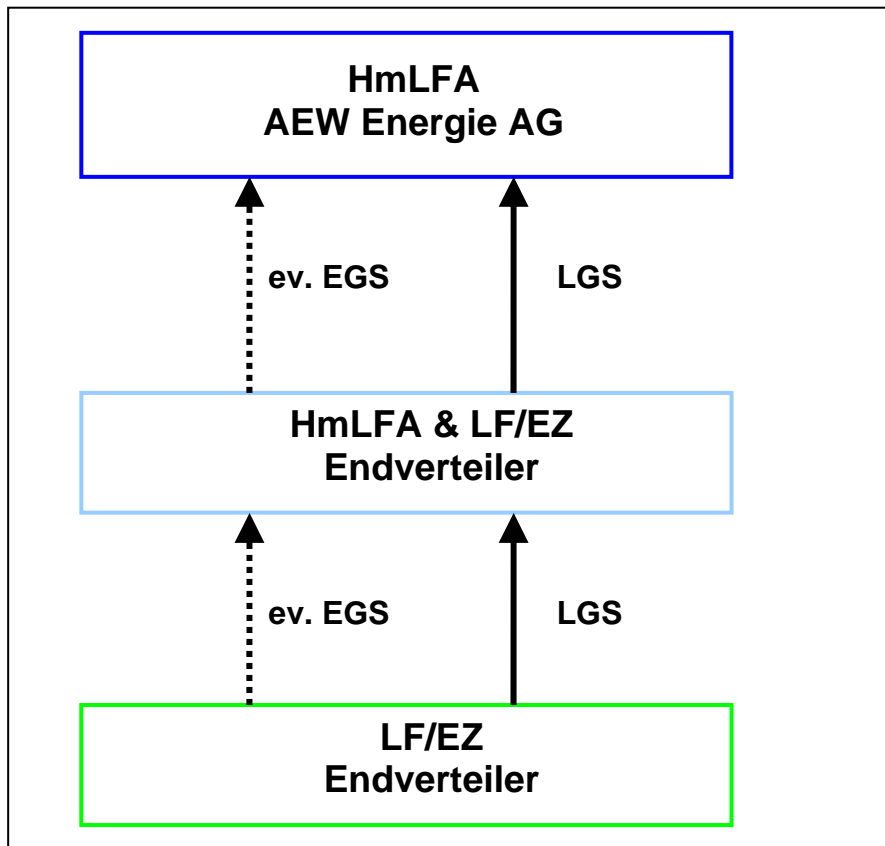 HmLFA
AEW Energie AG
ev. EGS LGS
HmLFA & LF/EZ
Endverteiler
ev. EGS LGS
LF/EZ
Endverteiler